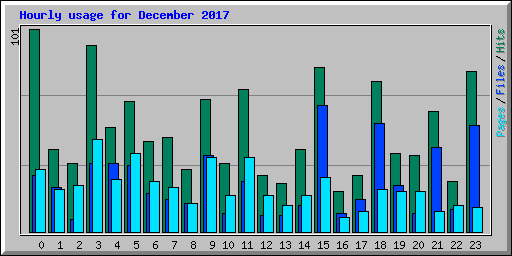 Hourly usage for December 2017
101
Pages/Files/Hits
0 1 2 3 4 5 6 7 8 9 10 11 12 13 14 15 16 17 18 19 20 21 22 23